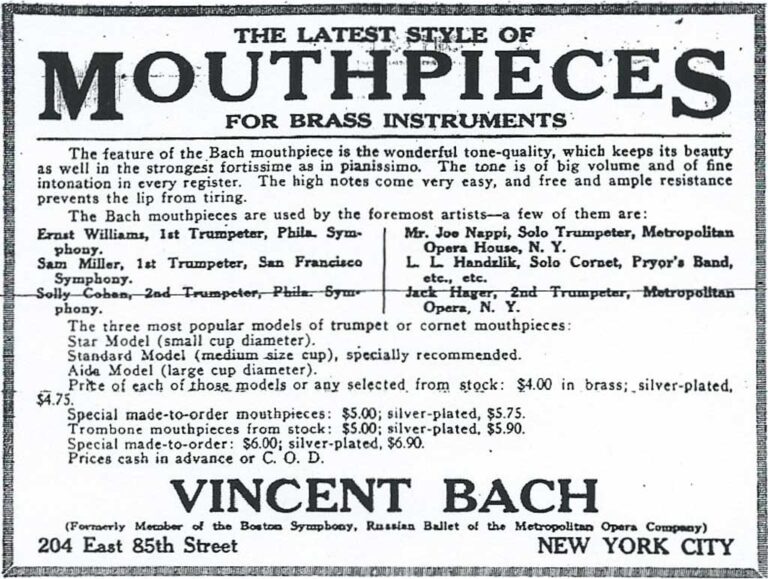 THE LATEST STYLE OF
MOUTHPIECES
FOR BRASS INSTRUMENTS
The feature of the Bach mouthpiece is the wonderful tone-quality, which keeps its beauty
as well in the strongest fortissimo as in pianissimo. The tone is of big volume and of fine
intonation in every register. The high notes come very easy, and free and ample resistance
prevents the lip from tiring.
The Bach mouthpieces are used by the foremost artists—a few of them are:
Ernst Williams, 1st Trumpeter, Phila. Sym-
phony.
Sam Miller, 1st Trumpeter, San Francisco
Symphony.
Solly Cohen, 2nd Trumpeter, Phila. Sym-
phony.
Mr. Joe Nappi, Solo Trumpeter, Metropolitan
Opera House, N. Y.
L. L. Handzlik, Solo Cornet, Pryor's Band,
etc., etc.
Jack Hager, 2nd Trumpeter, Metropolitan
Opera, N. Y.
The three most popular models of trumpet or cornet mouthpieces:
Star Model (small cup diameter).
Standard Model (medium size cup), specially recommended.
Aida Model (large cup diameter).
Price of each of those models or any selected from stock: $4.00 in brass; silver-plated,
$4.75.
Special made-to-order mouthpieces: $5.00; silver-plated, $5.75.
Trombone mouthpieces from stock: $5.00; silver-plated, $5.90.
Special made-to-order: $6.00; silver-plated, $6.90.
Prices cash in advance or C. O. D.
VINCENT BACH
(Formerly Member of the Boston Symphony, Russian Ballet of the Metropolitan Opera Company)
204 East 85th Street NEW YORK CITY